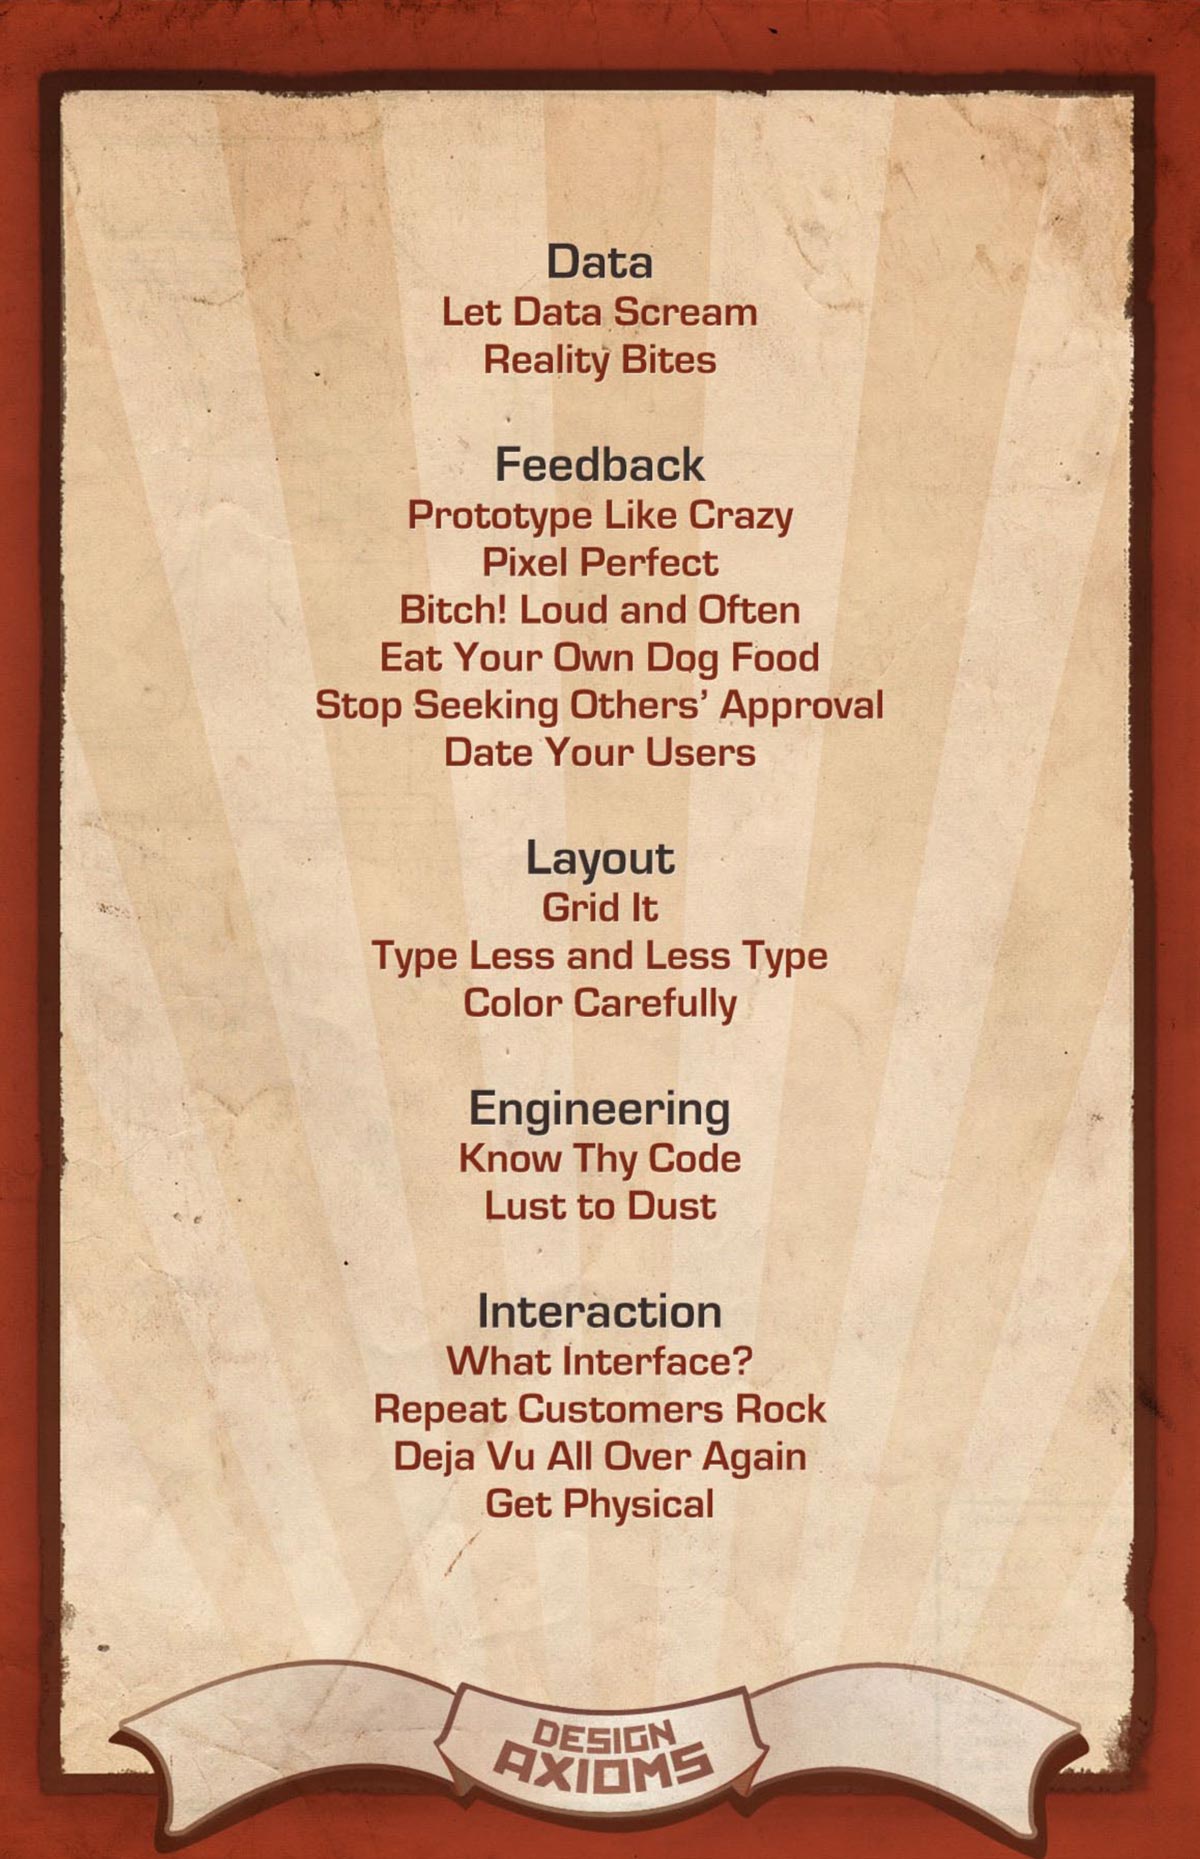 Data
Let Data Scream
Reality Bites
Feedback
Prototype Like Crazy
Pixel Perfect
Bitch! Loud and Often
Eat Your Own Dog Food
Stop Seeking Others’ Approval
Date Your Users
Layout
Grid It
Type Less and Less Type
Color Carefully
Engineering
Know Thy Code
Lust to Dust
Interaction
What Interface?
Repeat Customers Rock
Deja Vu All Over Again
Get Physical
DESIGN
AXIOMS